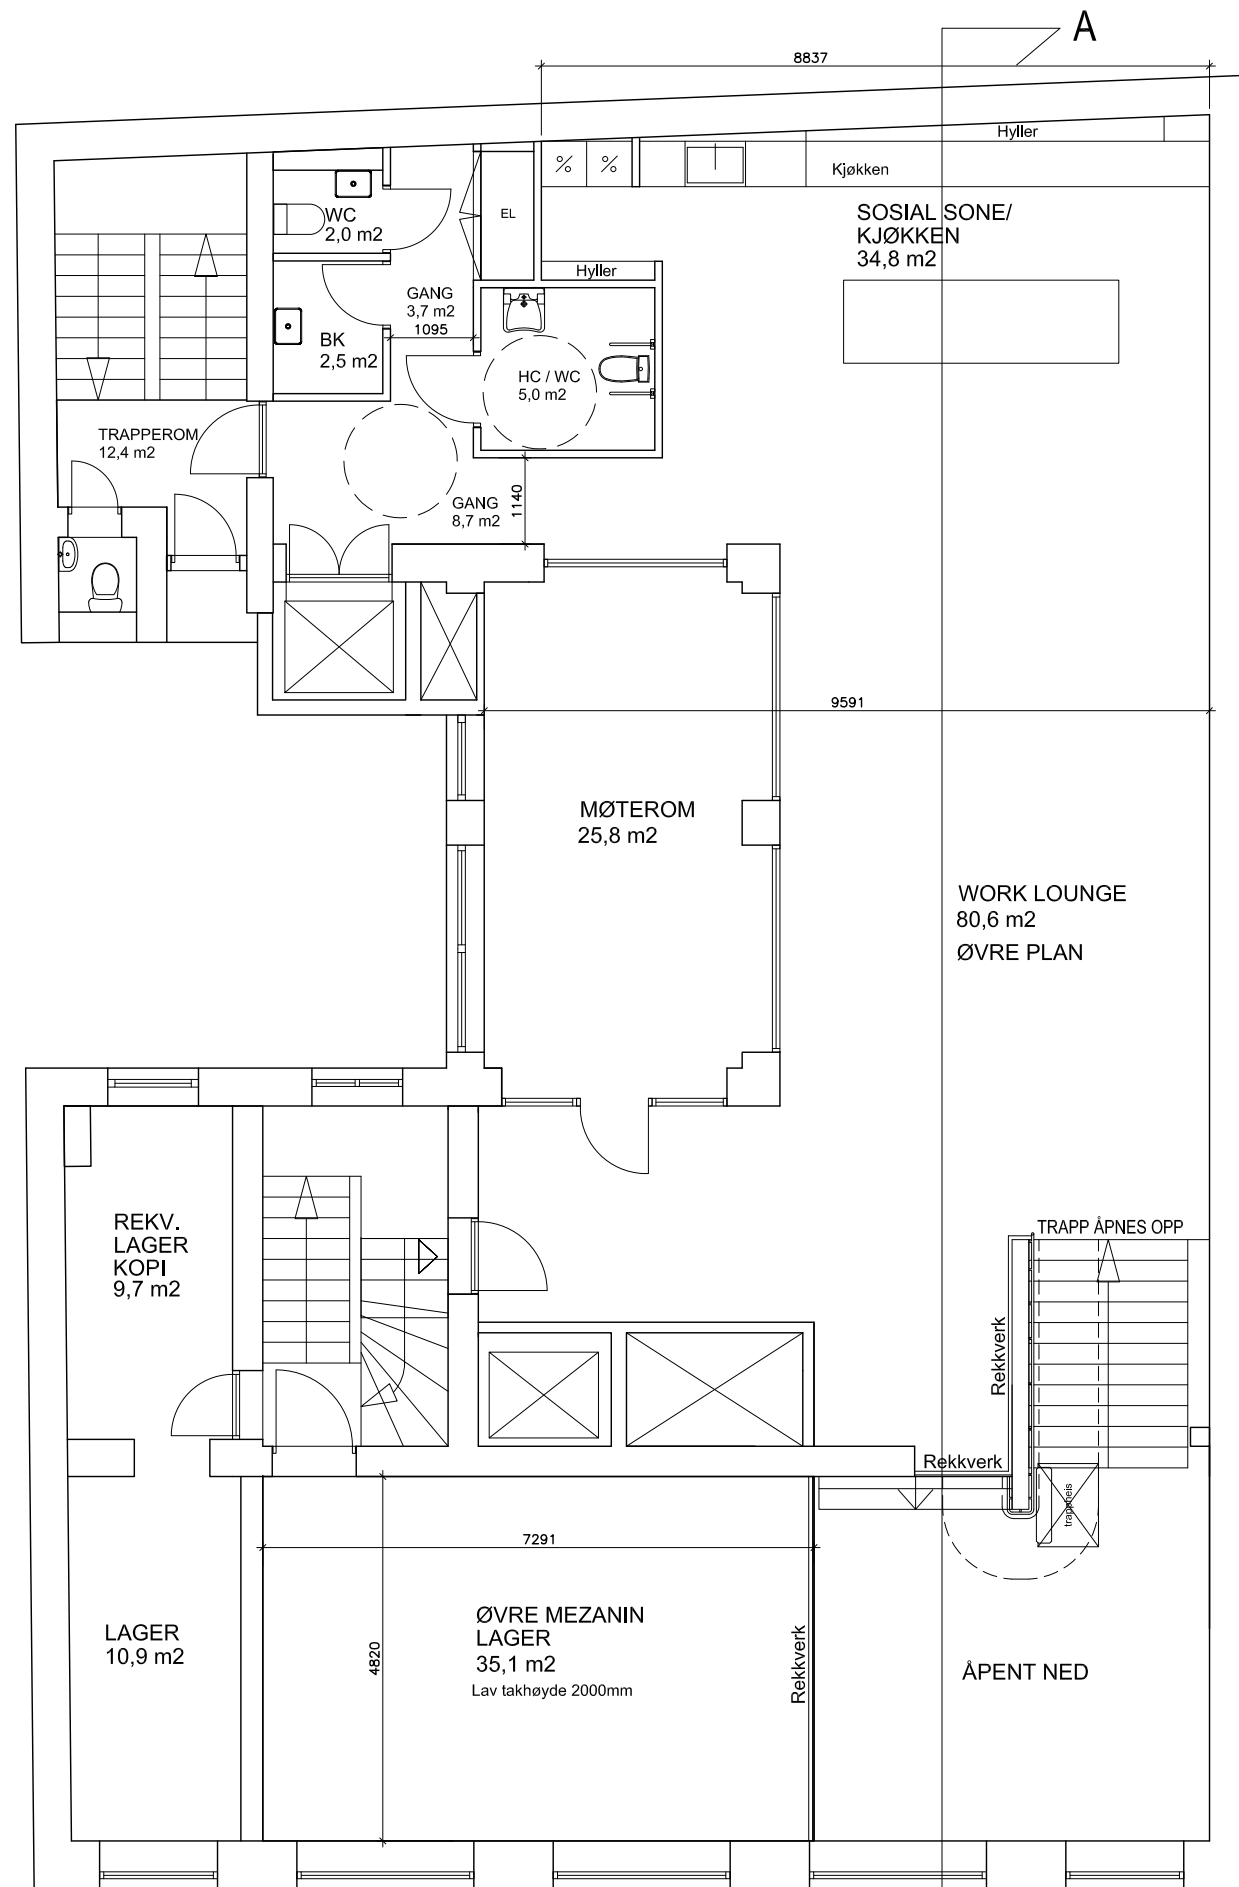 A
8837
Hyller
Kjøkken
%
%
EL
SOSIAL SONE/
KJØKKEN
34,8 m2
WC
2,0 m2
Hyller
GANG
3,7 m2
1095
BK
2,5 m2
HC / WC
5,0 m2
TRAPPEROM
12,4 m2
GANG
8,7 m2
1140
9591
MØTEROM
25,8 m2
WORK LOUNGE
80,6 m2
ØVRE PLAN
REKV.
LAGER
KOPI
9,7 m2
TRAPP ÅPNES OPP
Rekkverk
Rekkverk
trappheis
7291
4820
ØVRE MEZANIN
LAGER
35,1 m2
Lav takhøyde 2000mm
Rekkverk
LAGER
10,9 m2
ÅPENT NED